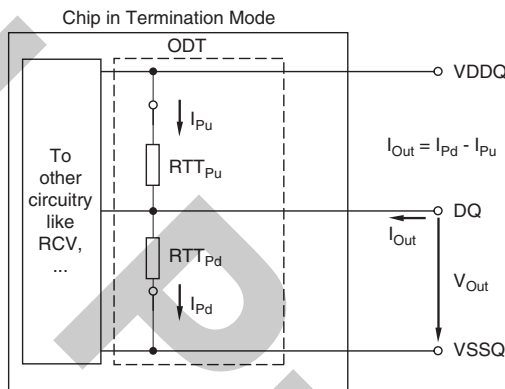 Chip in Termination Mode
ODT
VDDQ
I_Pu
I_Out = I_Pd - I_Pu
To
other
circuitry
like
RCV,
...
RTT_Pu
DQ
I_Out
RTT_Pd
V_Out
I_Pd
VSSQ